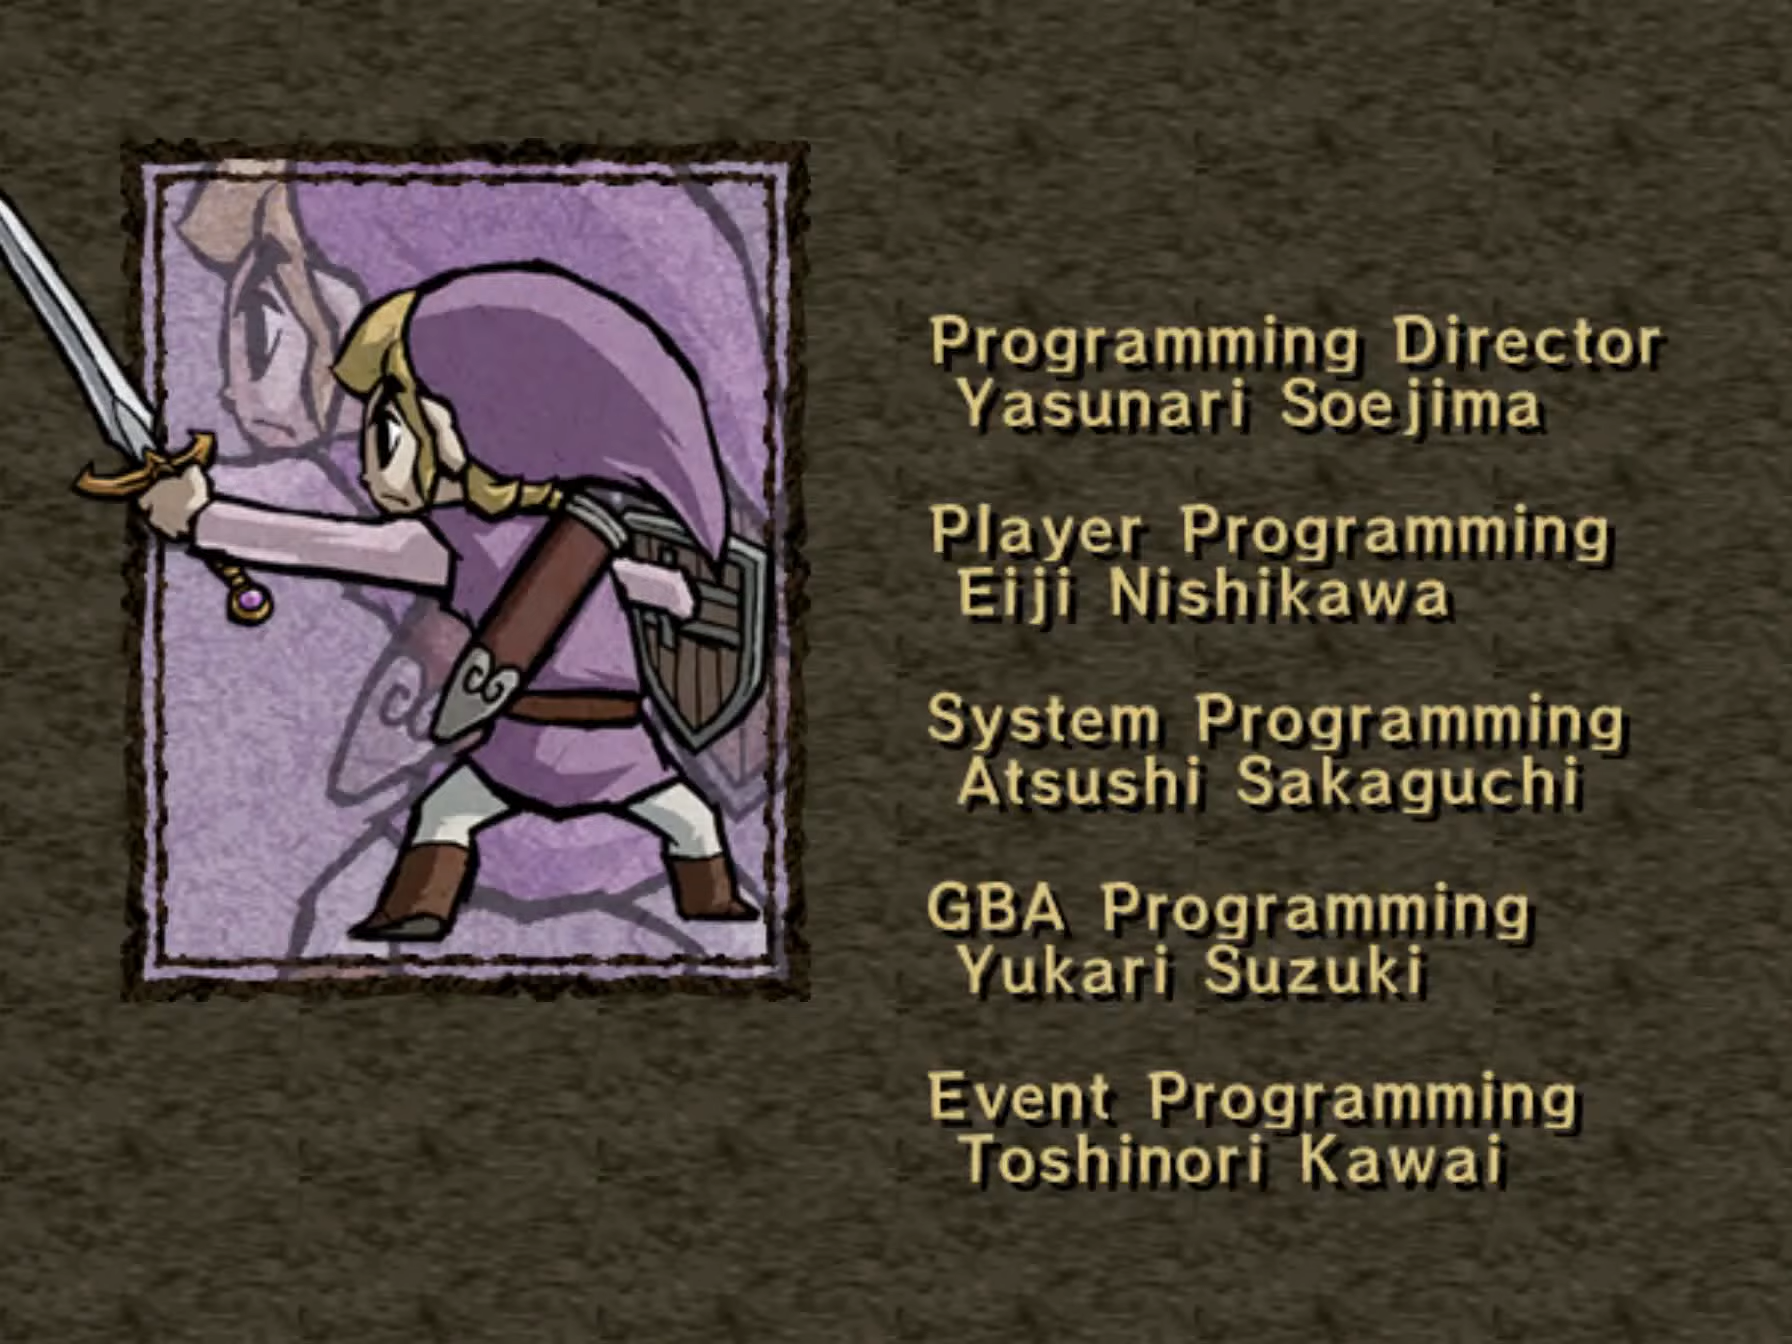 Programming Director
Yasunari Soejima
Player Programming
Eiji Nishikawa
System Programming
Atsushi Sakaguchi
GBA Programming
Yukari Suzuki
Event Programming
Toshinori Kawai